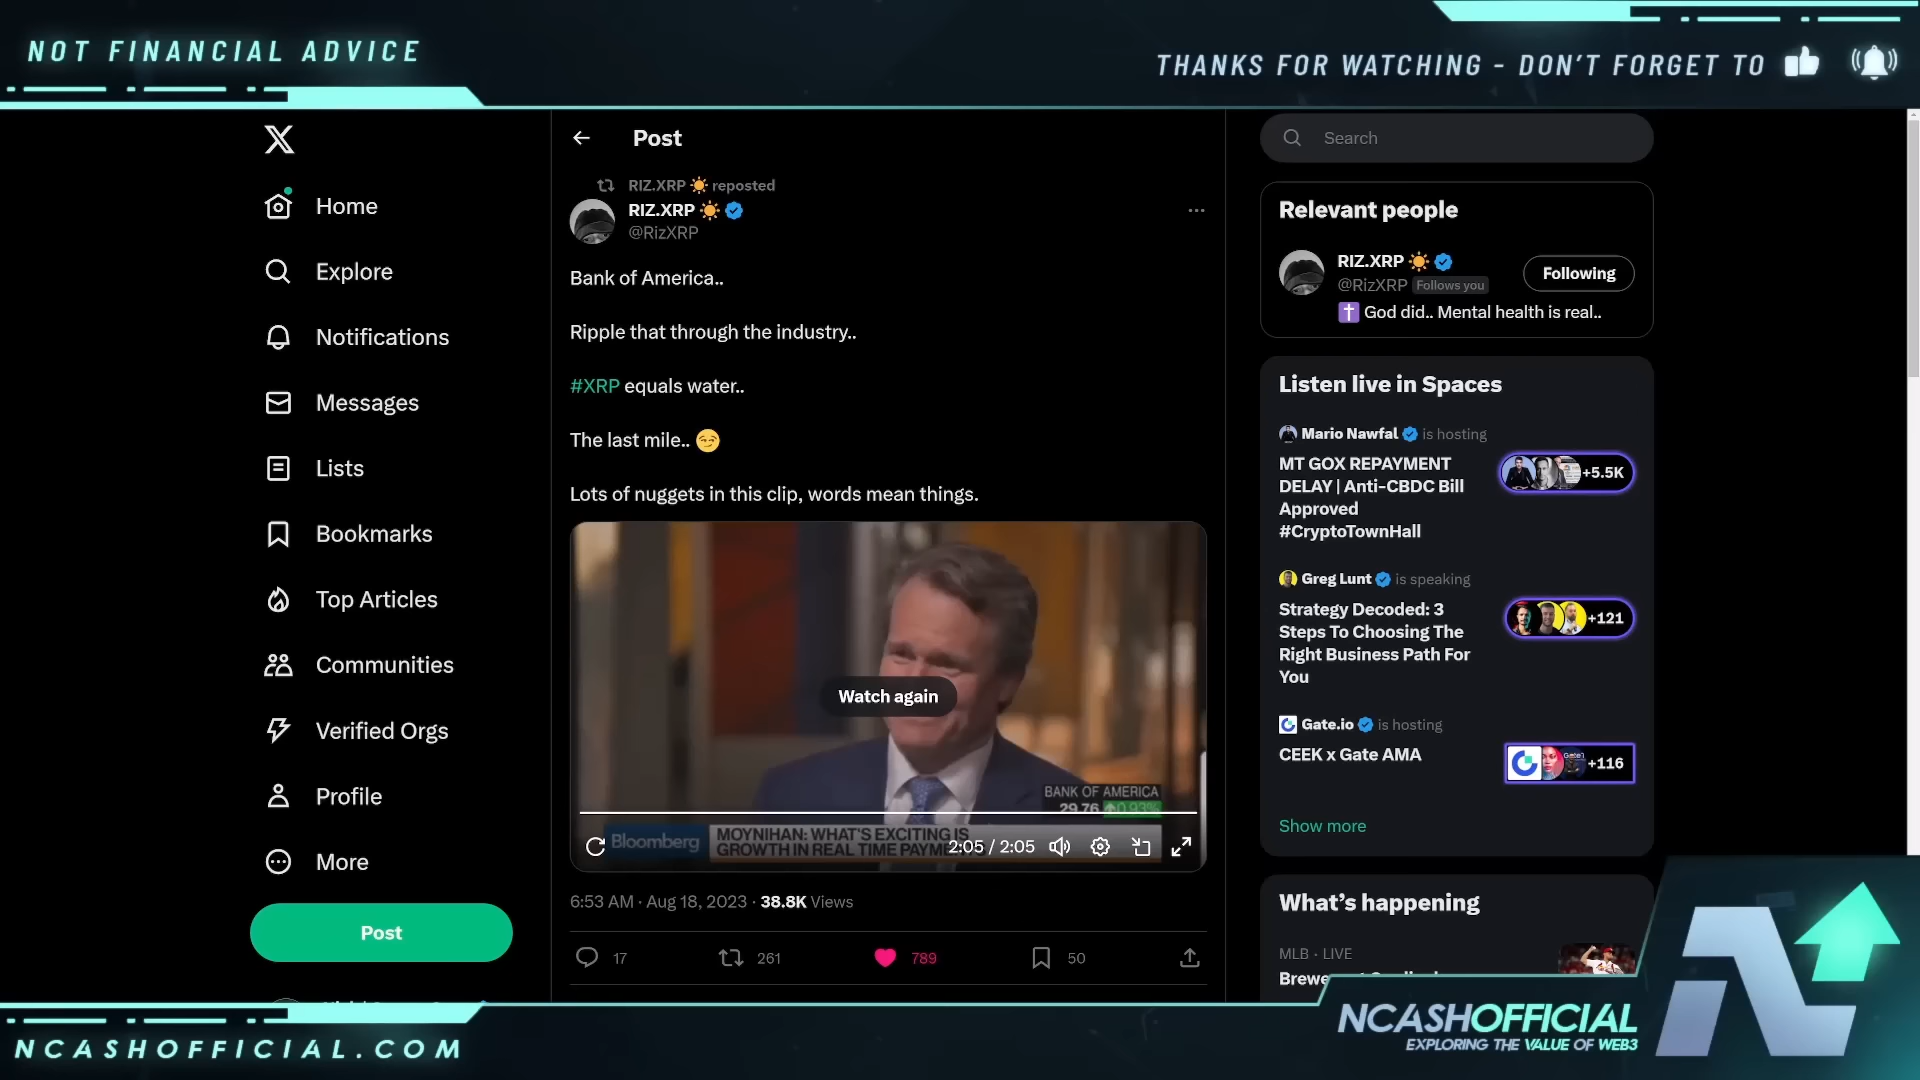 NOT FINANCIAL ADVICE
THANKS FOR WATCHING - DON'T FORGET TO
X
Home
Explore
Notifications
Messages
Lists
Bookmarks
Top Articles
Communities
Verified Orgs
Profile
More
Post
Post
RIZ.XRP ☀️ reposted
RIZ.XRP ☀️
@RizXRP
Bank of America..
Ripple that through the industry..
#XRP equals water..
The last mile.. 😏
Lots of nuggets in this clip, words mean things.
Watch again
BANK OF AMERICA
29.76 0.93%
Bloomberg
MOYNIHAN: WHAT'S EXCITING IS
GROWTH IN REAL TIME
2:05 / 2:05
6:53 AM · Aug 18, 2023 · 38.8K Views
17 261 789 50
Search
Relevant people
RIZ.XRP ☀️
@RizXRP Follows you
Following
✝️ God did.. Mental health is real..
Listen live in Spaces
Mario Nawfal is hosting
MT GOX REPAYMENT
DELAY | Anti-CBDC Bill
Approved
#CryptoTownHall
+5.5K
Greg Lunt is speaking
Strategy Decoded: 3
Steps To Choosing The
Right Business Path For
You
+121
Gate.io is hosting
CEEK x Gate AMA
+116
Show more
What's happening
MLB · LIVE
NCASHOFFICIAL
EXPLORING THE VALUE OF WEB3
NCASHOFFICIAL.COM